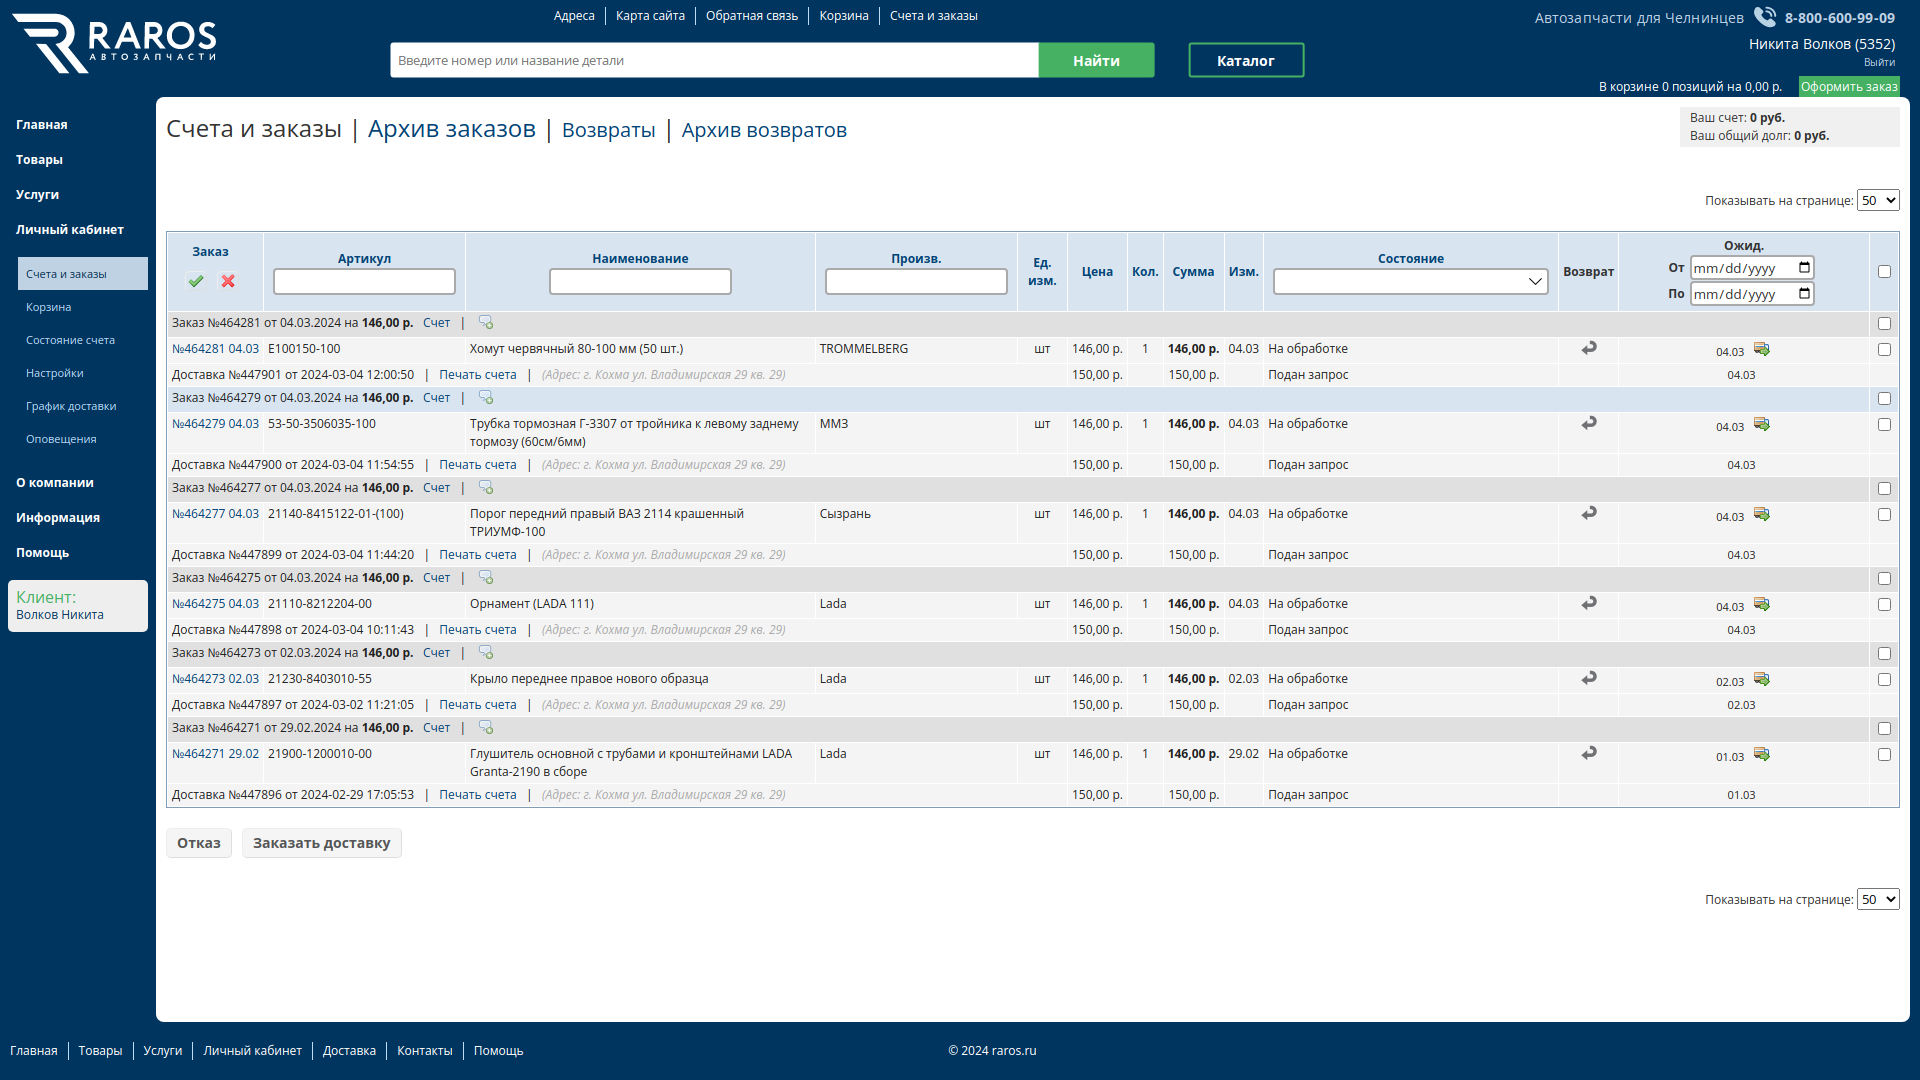 RAROS
АВТОЗАПЧАСТИ
Адреса
Карта сайта
Обратная связь
Корзина
Счета и заказы
Автозапчасти для Челнинцев
8-800-600-99-09
Никита Волков (5352)
Выйти
Введите номер или название детали
Найти
Каталог
В корзине 0 позиций на 0,00 р.
Оформить заказ
Главная
Товары
Услуги
Личный кабинет
Счета и заказы
Корзина
Состояние счета
Настройки
График доставки
Оповещения
О компании
Информация
Помощь
Клиент:
Волков Никита
Счета и заказы | Архив заказов | Возвраты | Архив возвратов
Ваш счет: 0 руб.
Ваш общий долг: 0 руб.
Показывать на странице: 50
Заказ Артикул Наименование Произв. Ед. изм. Цена Кол. Сумма Изм. Состояние Возврат Ожид.
От mm/dd/yyyy
По mm/dd/yyyy
Заказ №464281 от 04.03.2024 на 146,00 р. Счет |
№464281 04.03 E100150-100 Хомут червячный 80-100 мм (50 шт.) TROMMELBERG шт 146,00 р. 1 146,00 р. 04.03 На обработке 04.03
Доставка №447901 от 2024-03-04 12:00:50 | Печать счета | (Адрес: г. Кохма ул. Владимирская 29 кв. 29) 150,00 р. 150,00 р. Подан запрос 04.03
Заказ №464279 от 04.03.2024 на 146,00 р. Счет |
№464279 04.03 53-50-3506035-100 Трубка тормозная Г-3307 от тройника к левому заднему ММЗ шт 146,00 р. 1 146,00 р. 04.03 На обработке 04.03
тормозу (60см/6мм)
Доставка №447900 от 2024-03-04 11:54:55 | Печать счета | (Адрес: г. Кохма ул. Владимирская 29 кв. 29) 150,00 р. 150,00 р. Подан запрос 04.03
Заказ №464277 от 04.03.2024 на 146,00 р. Счет |
№464277 04.03 21140-8415122-01-(100) Порог передний правый ВАЗ 2114 крашенный Сызрань шт 146,00 р. 1 146,00 р. 04.03 На обработке 04.03
ТРИУМФ-100
Доставка №447899 от 2024-03-04 11:44:20 | Печать счета | (Адрес: г. Кохма ул. Владимирская 29 кв. 29) 150,00 р. 150,00 р. Подан запрос 04.03
Заказ №464275 от 04.03.2024 на 146,00 р. Счет |
№464275 04.03 21110-8212204-00 Орнамент (LADA 111) Lada шт 146,00 р. 1 146,00 р. 04.03 На обработке 04.03
Доставка №447898 от 2024-03-04 10:11:43 | Печать счета | (Адрес: г. Кохма ул. Владимирская 29 кв. 29) 150,00 р. 150,00 р. Подан запрос 04.03
Заказ №464273 от 02.03.2024 на 146,00 р. Счет |
№464273 02.03 21230-8403010-55 Крыло переднее правое нового образца Lada шт 146,00 р. 1 146,00 р. 02.03 На обработке 02.03
Доставка №447897 от 2024-03-02 11:21:05 | Печать счета | (Адрес: г. Кохма ул. Владимирская 29 кв. 29) 150,00 р. 150,00 р. Подан запрос 02.03
Заказ №464271 от 29.02.2024 на 146,00 р. Счет |
№464271 29.02 21900-1200010-00 Глушитель основной с трубами и кронштейнами LADA Lada шт 146,00 р. 1 146,00 р. 29.02 На обработке 01.03
Granta-2190 в сборе
Доставка №447896 от 2024-02-29 17:05:53 | Печать счета | (Адрес: г. Кохма ул. Владимирская 29 кв. 29) 150,00 р. 150,00 р. Подан запрос 01.03
Отказ
Заказать доставку
Показывать на странице: 50
Главная
Товары
Услуги
Личный кабинет
Доставка
Контакты
Помощь
© 2024 raros.ru